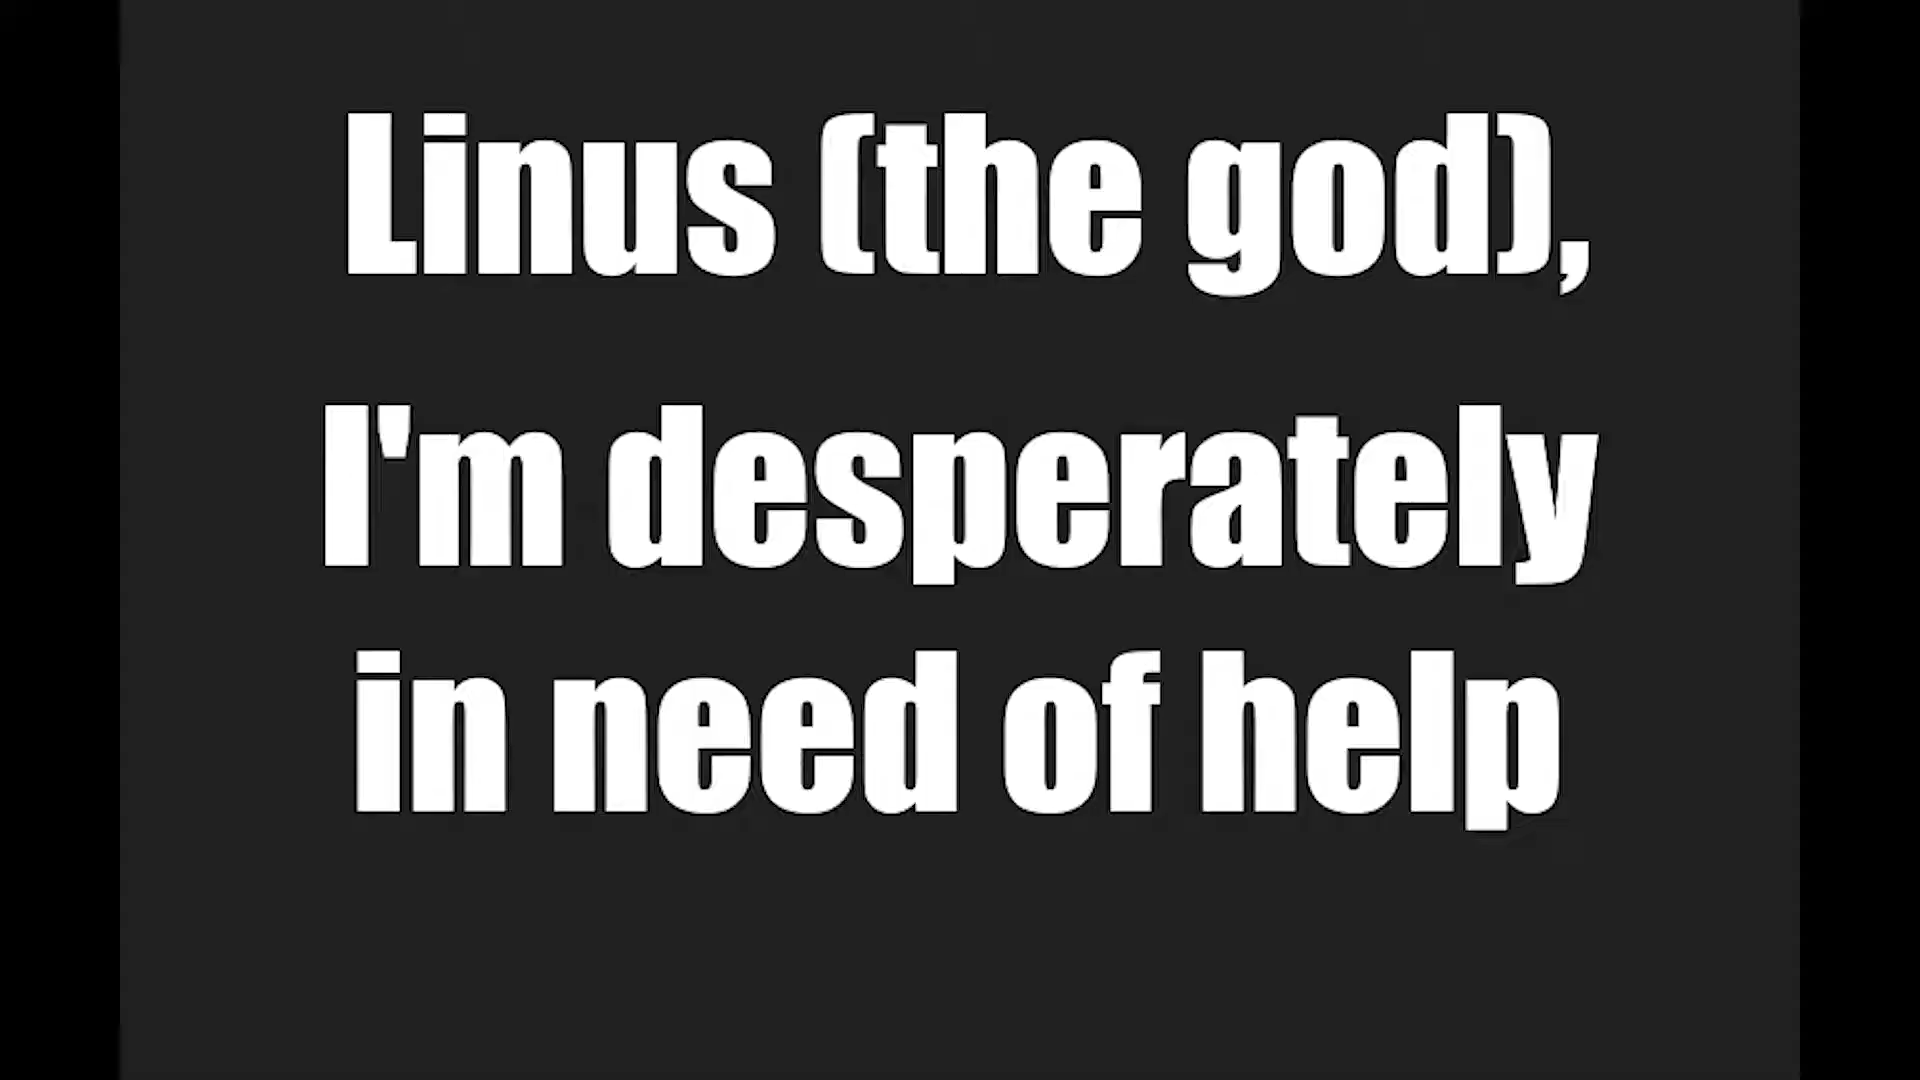 Linus (the god),
I'm desperately
in need of help